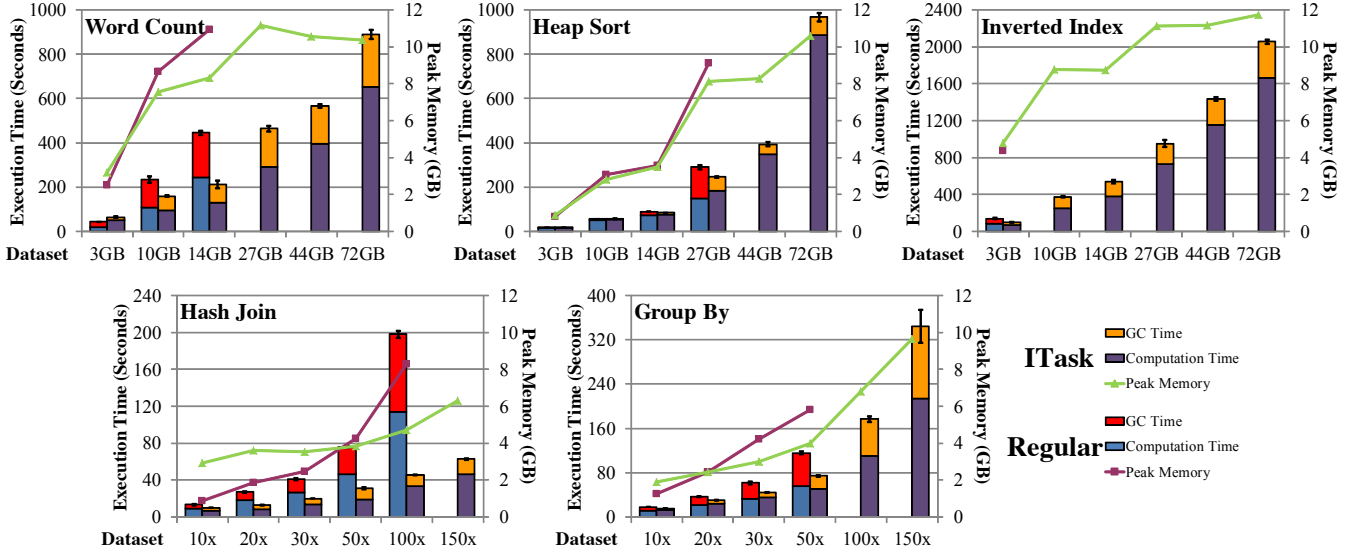 Word Count
Execution Time (Seconds)
1000
800
600
400
200
0
12
10
8
6
4
2
0
Peak Memory (GB)
Dataset 3GB 10GB 14GB 27GB 44GB 72GB
Heap Sort
Execution Time (Seconds)
1000
800
600
400
200
0
12
10
8
6
4
2
0
Peak Memory (GB)
Dataset 3GB 10GB 14GB 27GB 44GB 72GB
Inverted Index
Execution Time (Seconds)
2400
2000
1600
1200
800
400
0
12
10
8
6
4
2
0
Peak Memory (GB)
Dataset 3GB 10GB 14GB 27GB 44GB 72GB
Hash Join
Execution Time (Seconds)
240
200
160
120
80
40
0
12
10
8
6
4
2
0
Peak Memory (GB)
Dataset 10x 20x 30x 50x 100x 150x
Group By
Execution Time (Seconds)
400
320
240
160
80
0
12
10
8
6
4
2
0
Peak Memory (GB)
Dataset 10x 20x 30x 50x 100x 150x
ITask
GC Time
Computation Time
Peak Memory
Regular
GC Time
Computation Time
Peak Memory